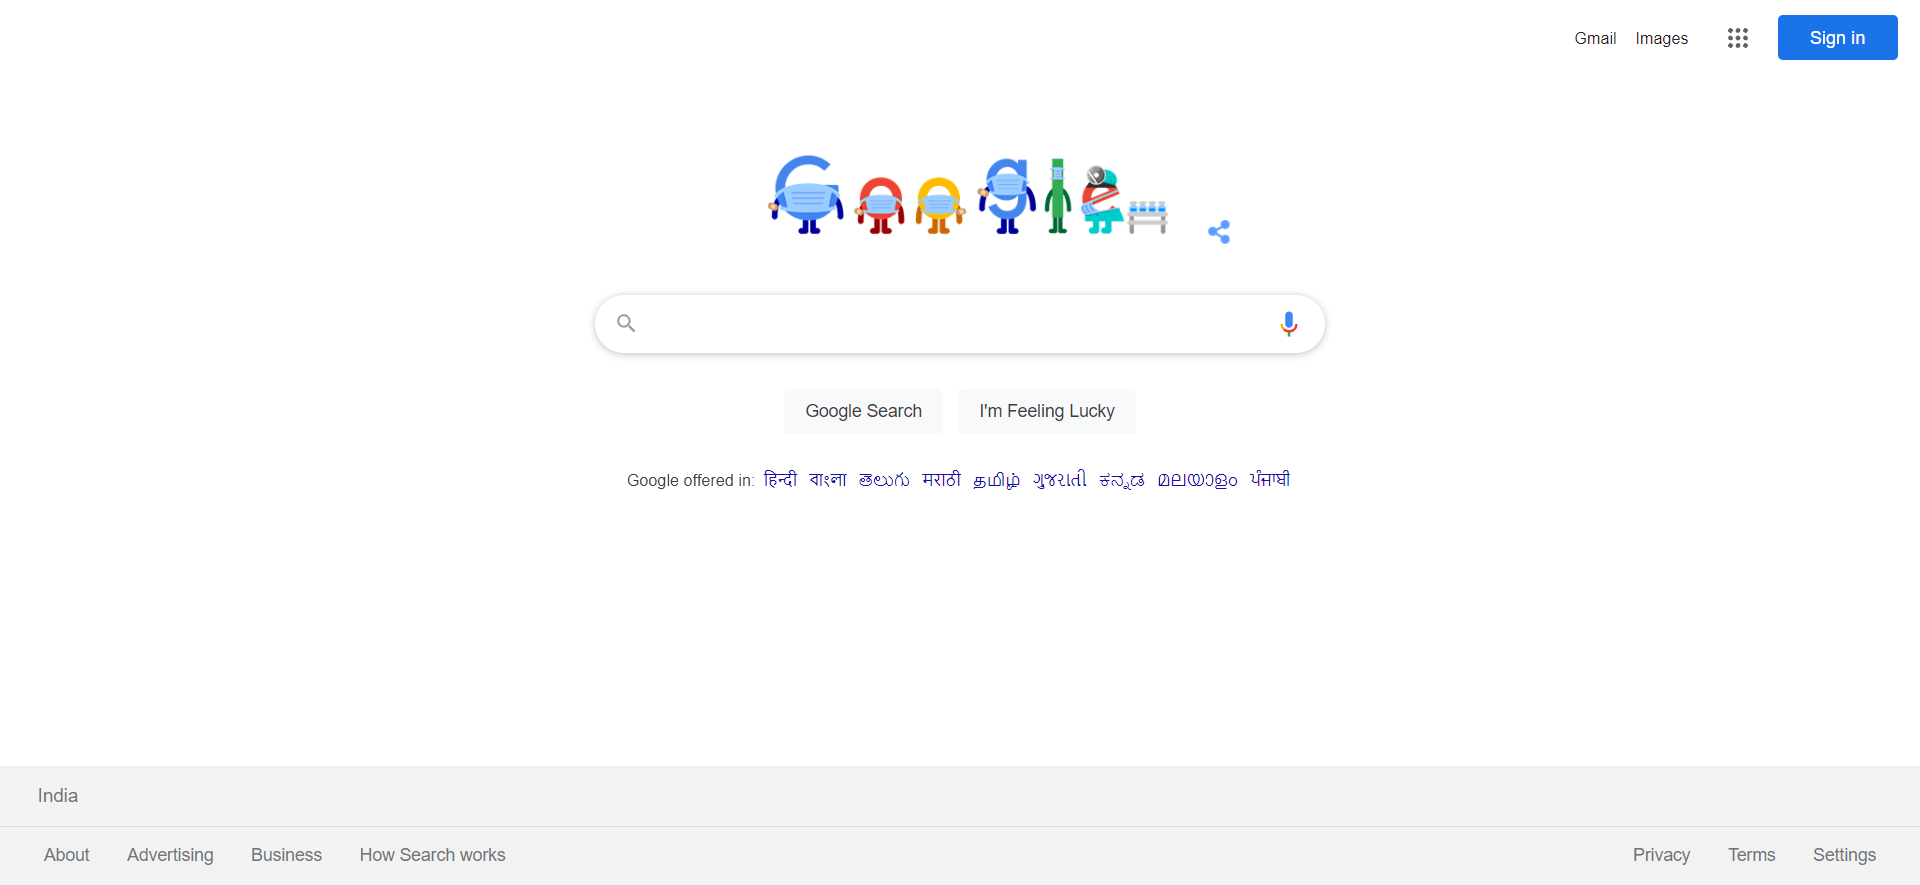 Gmail Images Sign in
Google
Google Search I'm Feeling Lucky
Google offered in: हिन्दी বাংলা తెలుగు मराठी தமிழ் ગુજરાતી ಕನ್ನಡ മലയാളം ਪੰਜਾਬੀ
India
About Advertising Business How Search works Privacy Terms Settings